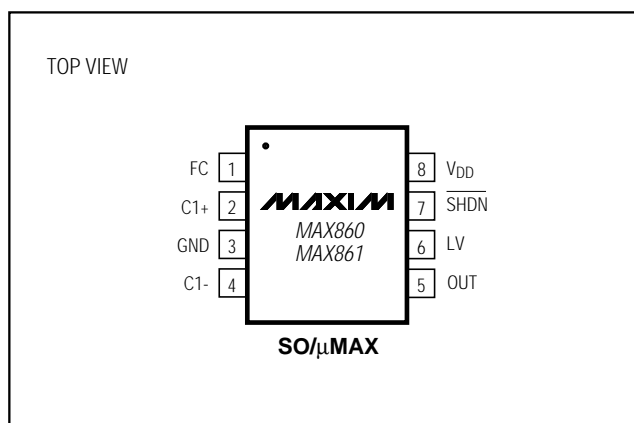 TOP VIEW
FC 1
C1+ 2
GND 3
C1- 4
MAXIM
MAX860
MAX861
8 VDD
7 SHDN
6 LV
5 OUT
SO/μMAX